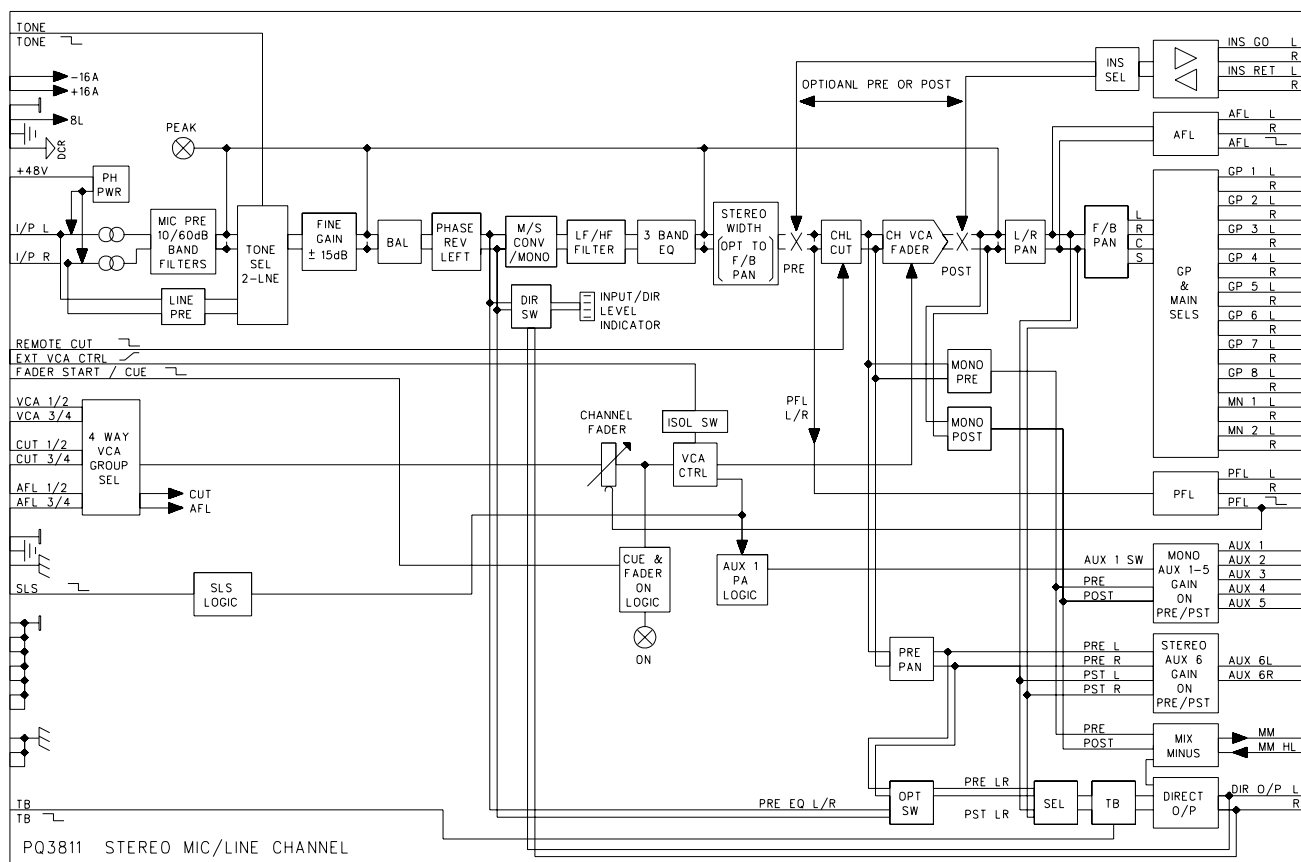 TONE
TONE
-16A
+16A
8L
DCR
PEAK
+48V
PH
PWR
I/P L
I/P R
MIC PRE
10/60dB
BAND
FILTERS
LINE
PRE
TONE
SEL
2-LNE
FINE
GAIN
± 15dB
BAL
PHASE
REV
LEFT
M/S
CONV
/MONO
LF/HF
FILTER
3 BAND
EQ
STEREO
WIDTH
OPT TO
F/B
PAN
PRE
CHL
CUT
CH VCA
FADER
POST
L/R
PAN
F/B
PAN
L
R
C
S
GP
&
MAIN
SELS
OPTIOANL PRE OR POST
INS
SEL
INS GO L
R
INS RET L
R
AFL
AFL L
R
AFL
GP 1 L
R
GP 2 L
R
GP 3 L
R
GP 4 L
R
GP 5 L
R
GP 6 L
R
GP 7 L
R
GP 8 L
R
MN 1 L
R
MN 2 L
R
DIR
SW
INPUT/DIR
LEVEL
INDICATOR
REMOTE CUT
EXT VCA CTRL
FADER START / CUE
VCA 1/2
VCA 3/4
CUT 1/2
CUT 3/4
AFL 1/2
AFL 3/4
4 WAY
VCA
GROUP
SEL
CUT
AFL
CHANNEL
FADER
ISOL SW
VCA
CTRL
PFL
L/R
MONO
PRE
MONO
POST
PFL
PFL L
R
PFL
SLS
SLS
LOGIC
CUE &
FADER
ON
LOGIC
ON
AUX 1
PA
LOGIC
AUX 1 SW
PRE
POST
MONO
AUX 1-5
GAIN
ON
PRE/PST
AUX 1
AUX 2
AUX 3
AUX 4
AUX 5
PRE
PAN
PRE L
PRE R
PST L
PST R
STEREO
AUX 6
GAIN
ON
PRE/PST
AUX 6L
AUX 6R
PRE
POST
MIX
MINUS
MM
MM HL
PRE EQ L/R
OPT
SW
PRE LR
PST LR
SEL
TB
DIRECT
O/P
DIR O/P L
R
TB
TB
PQ3811 STEREO MIC/LINE CHANNEL